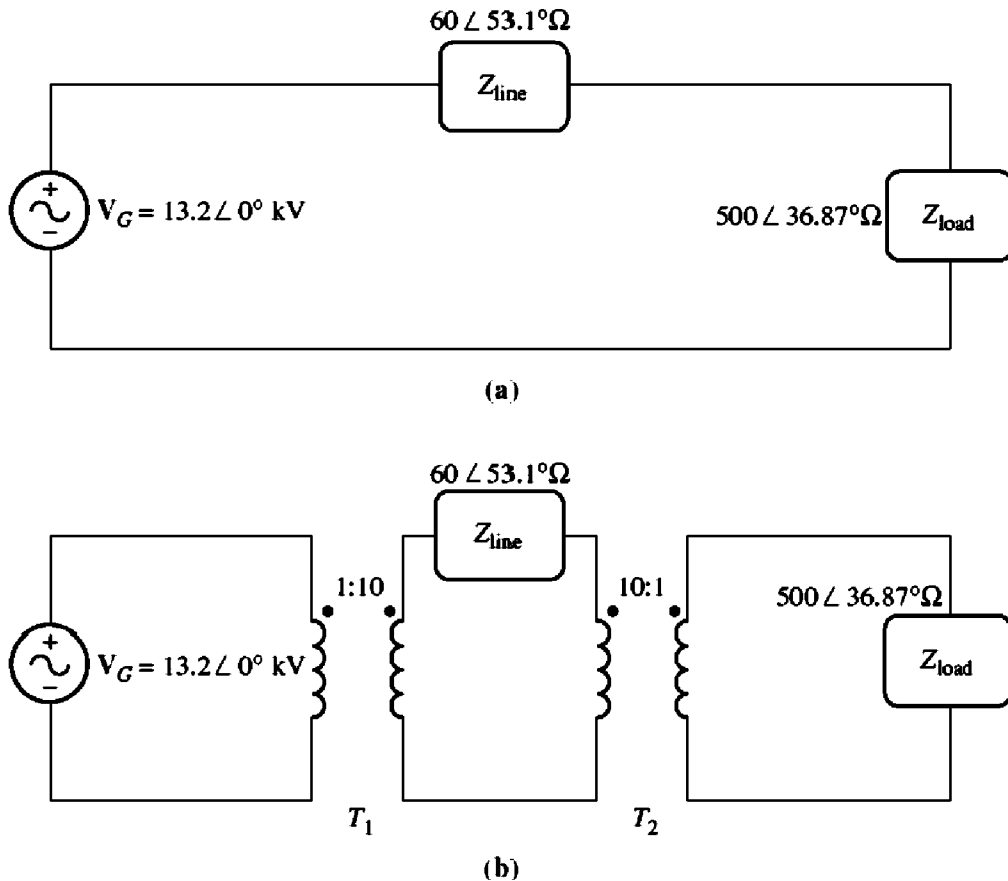 60∠53.1°Ω
Z_line
+
V_G = 13.2∠0° kV
−
500∠36.87°Ω
Z_load
(a)
60∠53.1°Ω
Z_line
1:10
10:1
500∠36.87°Ω
+
V_G = 13.2∠0° kV
−
Z_load
T_1
T_2
(b)